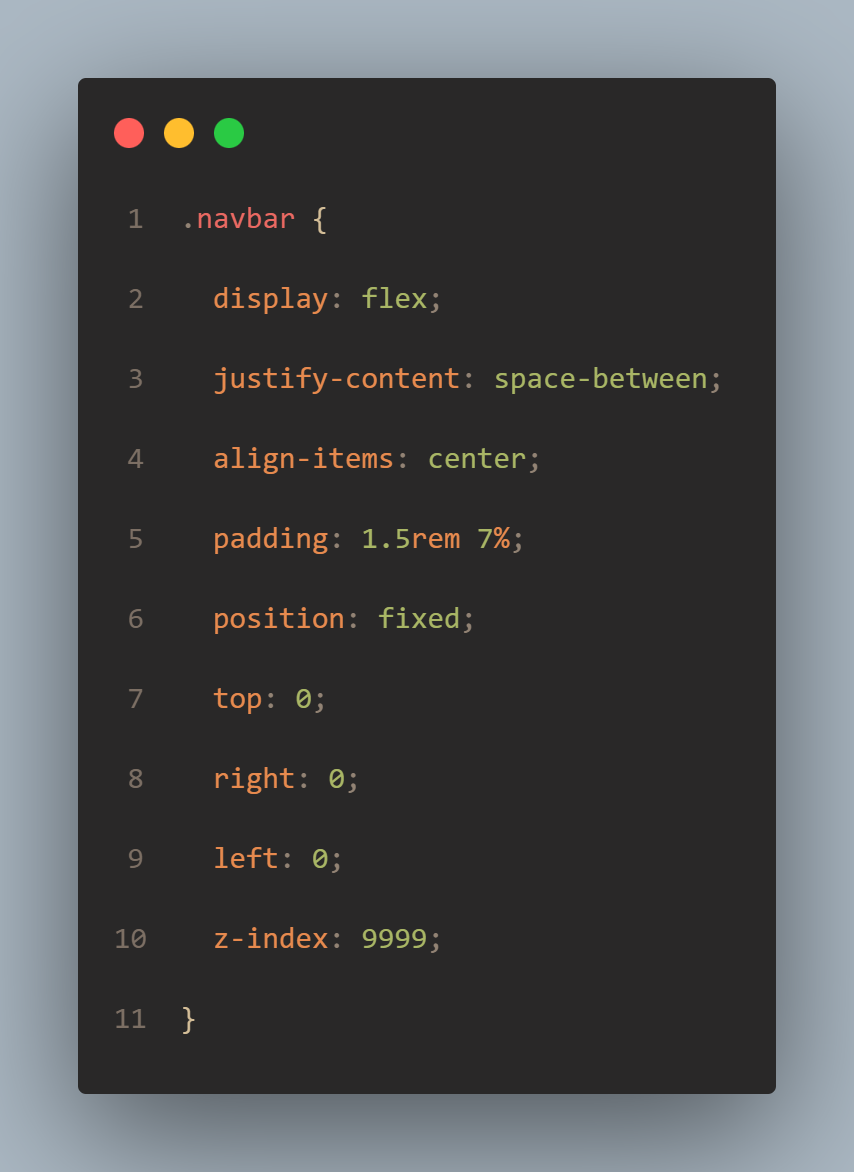 1 .navbar {
2 display: flex;
3 justify-content: space-between;
4 align-items: center;
5 padding: 1.5rem 7%;
6 position: fixed;
7 top: 0;
8 right: 0;
9 left: 0;
10 z-index: 9999;
11 }